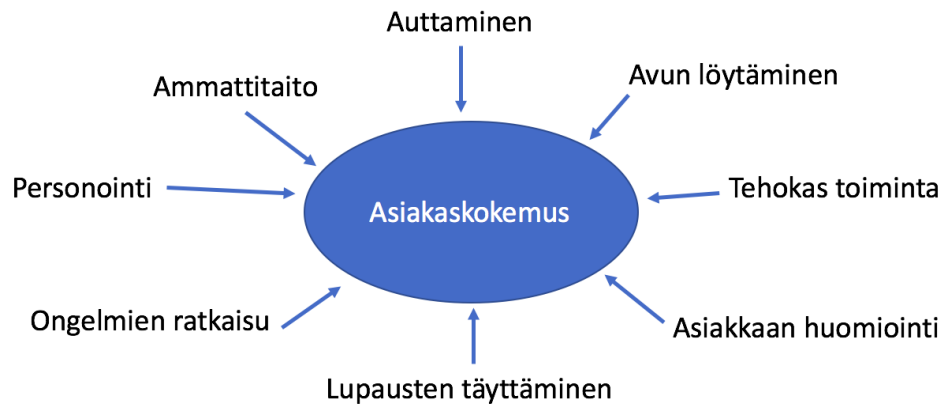 Auttaminen
Avun löytäminen
Ammattitaito
Personointi
Asiakaskokemus
Tehokas toiminta
Ongelmien ratkaisu
Asiakkaan huomiointi
Lupausten täyttäminen